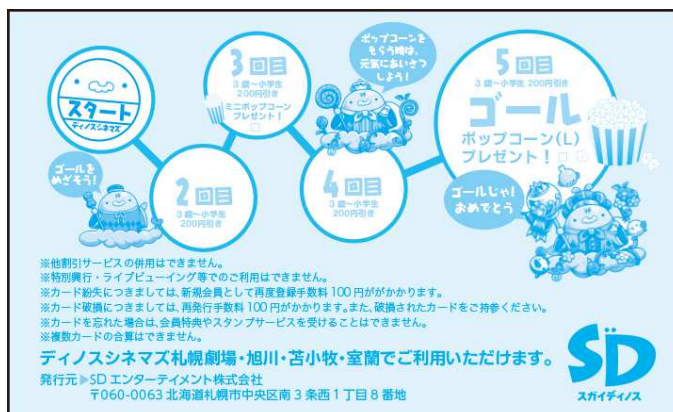 スタート
ディノスシネマズ
ゴールを
めざそう!
2回目
3歳～小学生
200円引き
3回目
3歳～小学生
200円引き
ミニポップコーン
プレゼント!
ポップコーンを
もらう時は、
元気にあいさつ
しよう!
4回目
3歳～小学生
200円引き
5回目
3歳～小学生 200円引き
ゴール
ポップコーン(L)
プレゼント!
ゴールじゃ!
おめでとう
※他割引サービスの併用はできません。
※特別興行・ライブビューイング等でのご利用はできません。
※カード紛失につきましては、新規会員として再度登録手数料100円ががかかります。
※カード破損につきましては、再発行手数料100円がかかります。また、破損されたカードをご持参ください。
※カードを忘れた場合は、会員特典やスタンプサービスを受けることはできません。
※複数カードの合算はできません。
ディノスシネマズ札幌劇場・旭川・苫小牧・室蘭でご利用いただけます。
発行元▶SDエンターテイメント株式会社
〒060-0063 北海道札幌市中央区南3条西1丁目8番地
SD
スガイディノス